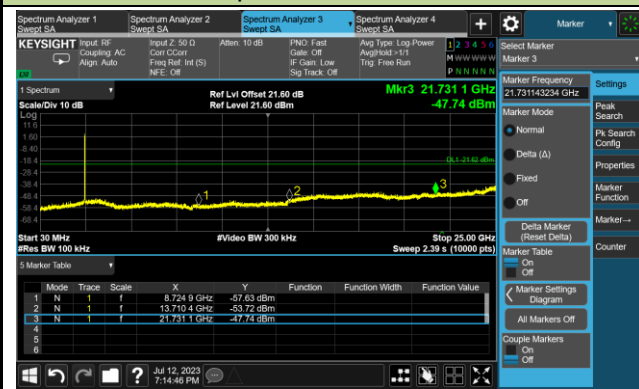 Spectrum Analyzer 1
Swept SA
Spectrum Analyzer 2
Swept SA
Spectrum Analyzer 3
Swept SA
Spectrum Analyzer 4
Swept SA
+
Marker
KEYSIGHT
Input: RF
Coupling: AC
Align: Auto
Input Z: 50 Ω
Corr CCorr
Freq Ref: Int (S)
NFE: Off
Atten: 10 dB
PNO: Fast
Gate: Off
IF Gain: Low
Sig Track: Off
Avg Type: Log-Power
Avg|Hold:>1/1
Trig: Free Run
1 2 3 4 5 6
M W W W W W
P N N N N N
LXI
Select Marker
Marker 3
1 Spectrum
Scale/Div 10 dB
Ref Lvl Offset 21.60 dB
Ref Level 21.60 dBm
Mkr3 21.731 1 GHz
-47.74 dBm
Log
11.6
1.60
-8.40
-18.4
-28.4
-38.4
-48.4
-58.4
-68.4
DL1 -21.62 dBm
1
2
3
Start 30 MHz
#Res BW 100 kHz
#Video BW 300 kHz
Stop 25.00 GHz
Sweep 2.39 s (10000 pts)
5 Marker Table
Mode Trace Scale X Y Function Function Width Function Value
1 N 1 f 8.724 9 GHz -57.63 dBm
2 N 1 f 13.710 4 GHz -53.72 dBm
3 N 1 f 21.731 1 GHz -47.74 dBm
4
5
6
Marker Frequency
21.731143234 GHz
Marker Mode
Normal
Delta (Δ)
Fixed
Off
Delta Marker
(Reset Delta)
Marker Table
On
Off
Marker Settings
Diagram
All Markers Off
Couple Markers
On
Off
Settings
Peak
Search
Pk Search
Config
Properties
Marker
Function
Marker→
Counter
?
Jul 12, 2023
7:14:46 PM